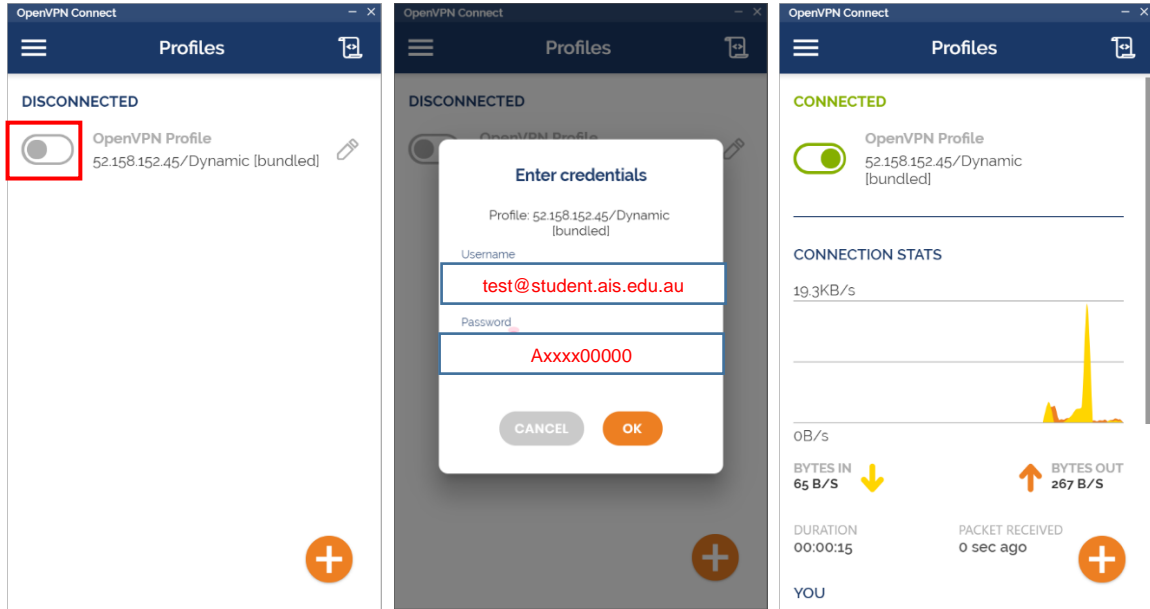 OpenVPN Connect
Profiles
DISCONNECTED
OpenVPN Profile
52.158.152.45/Dynamic [bundled]
OpenVPN Connect
Profiles
DISCONNECTED
OpenVPN Profile
Enter credentials
Profile: 52.158.152.45/Dynamic
[bundled]
Username
test@student.ais.edu.au
Password
Axxxx00000
CANCEL OK
OpenVPN Connect
Profiles
CONNECTED
OpenVPN Profile
52.158.152.45/Dynamic
[bundled]
CONNECTION STATS
19.3KB/s
0B/s
BYTES IN BYTES OUT
65 B/S 267 B/S
DURATION PACKET RECEIVED
00:00:15 0 sec ago
YOU